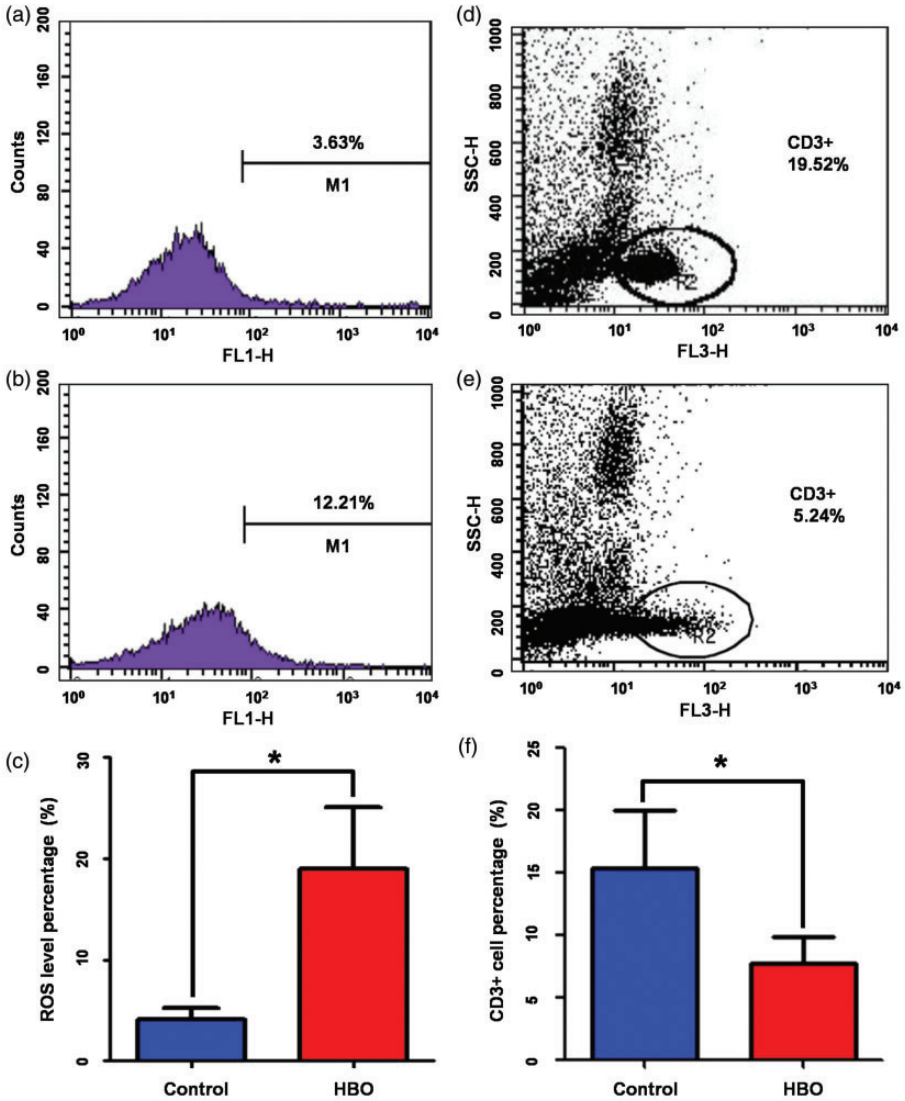 (a)
200
160
120
80
40
0
Counts
3.63%
M1
10⁰ 10¹ 10² 10³ 10⁴
FL1-H
(d)
1000
800
600
400
200
0
SSC-H
CD3+
19.52%
R2
10⁰ 10¹ 10² 10³ 10⁴
FL3-H
(b)
200
160
120
80
40
0
Counts
12.21%
M1
10⁰ 10¹ 10² 10³ 10⁴
FL1-H
(e)
1000
800
600
400
200
0
SSC-H
CD3+
5.24%
R2
10⁰ 10¹ 10² 10³ 10⁴
FL3-H
(c)
30
20
10
0
ROS level percentage (%)
*
Control HBO
(f)
25
20
15
10
5
0
CD3+ cell percentage (%)
*
Control HBO